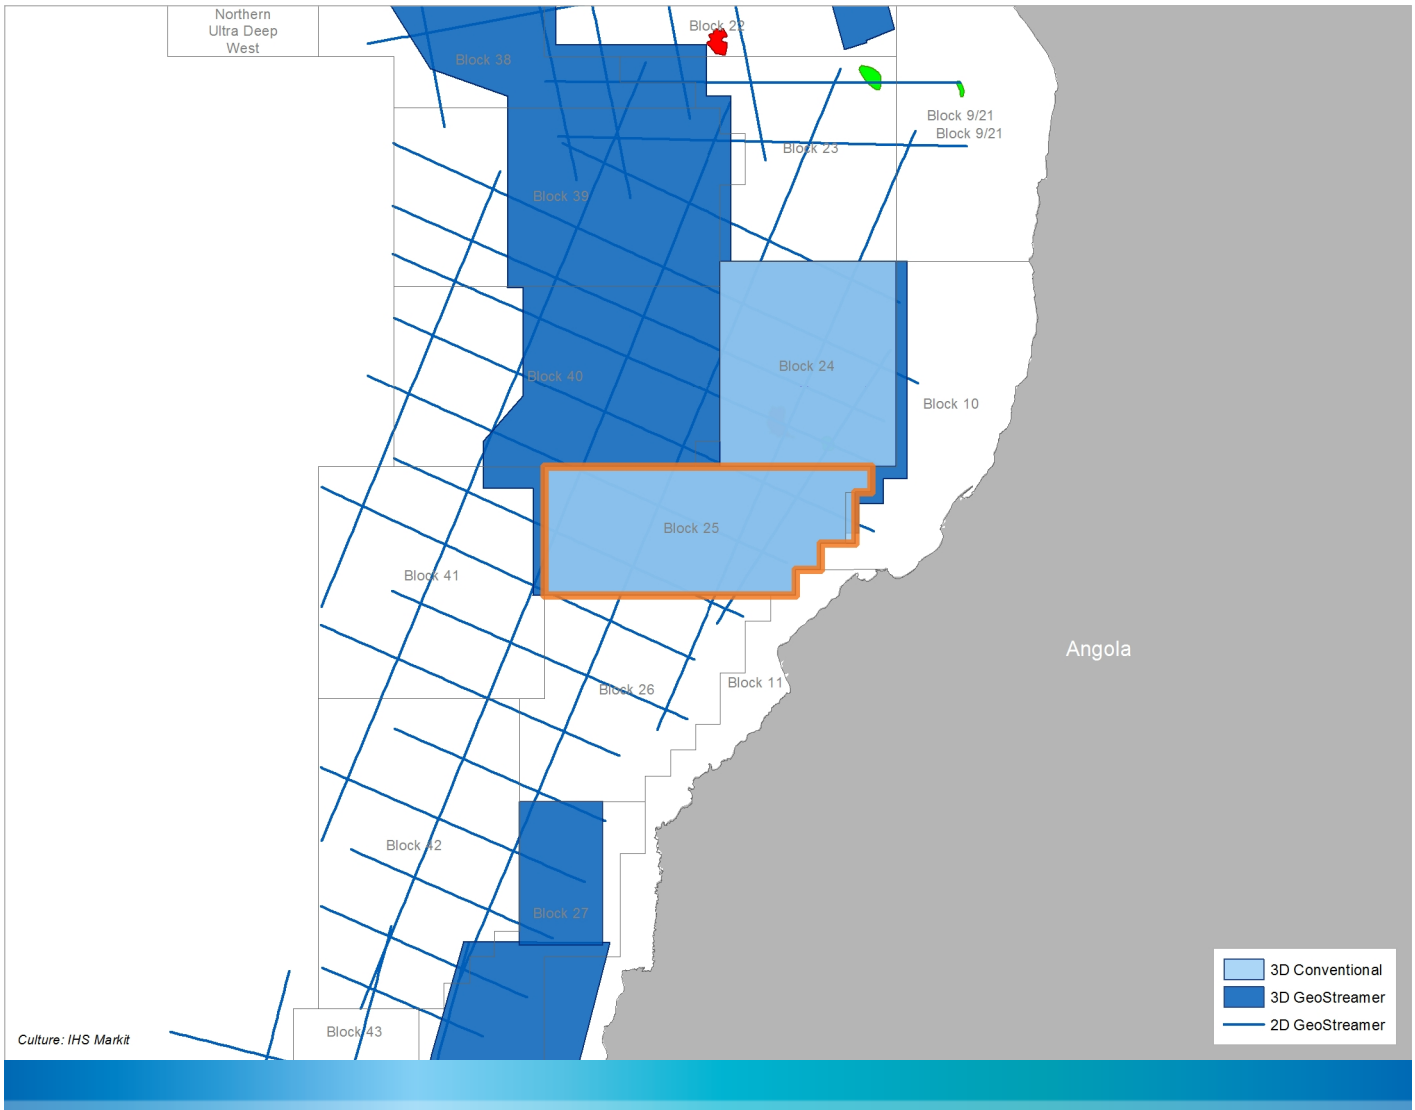 Northern
Ultra Deep
West
Block 22
Block 38
Block 9/21
Block 9/21
Block 23
Block 39
Block 24
Block 40
Block 10
Block 25
Block 41
Angola
Block 11
Block 26
Block 42
Block 27
3D Conventional
3D GeoStreamer
2D GeoStreamer
Block 43
Culture: IHS Markit